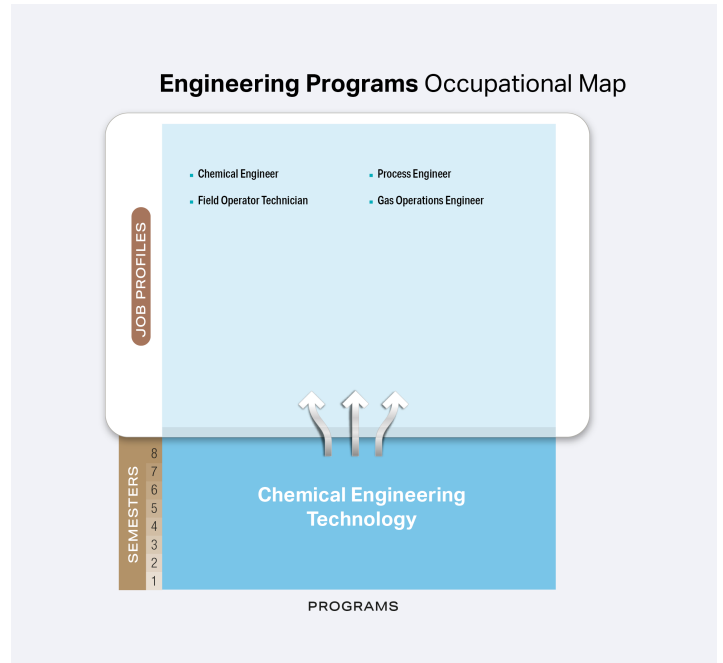 Engineering Programs Occupational Map
JOB PROFILES
Chemical Engineer
Field Operator Technician
Process Engineer
Gas Operations Engineer
SEMESTERS
8
7
6
5
4
3
2
1
Chemical Engineering
Technology
PROGRAMS